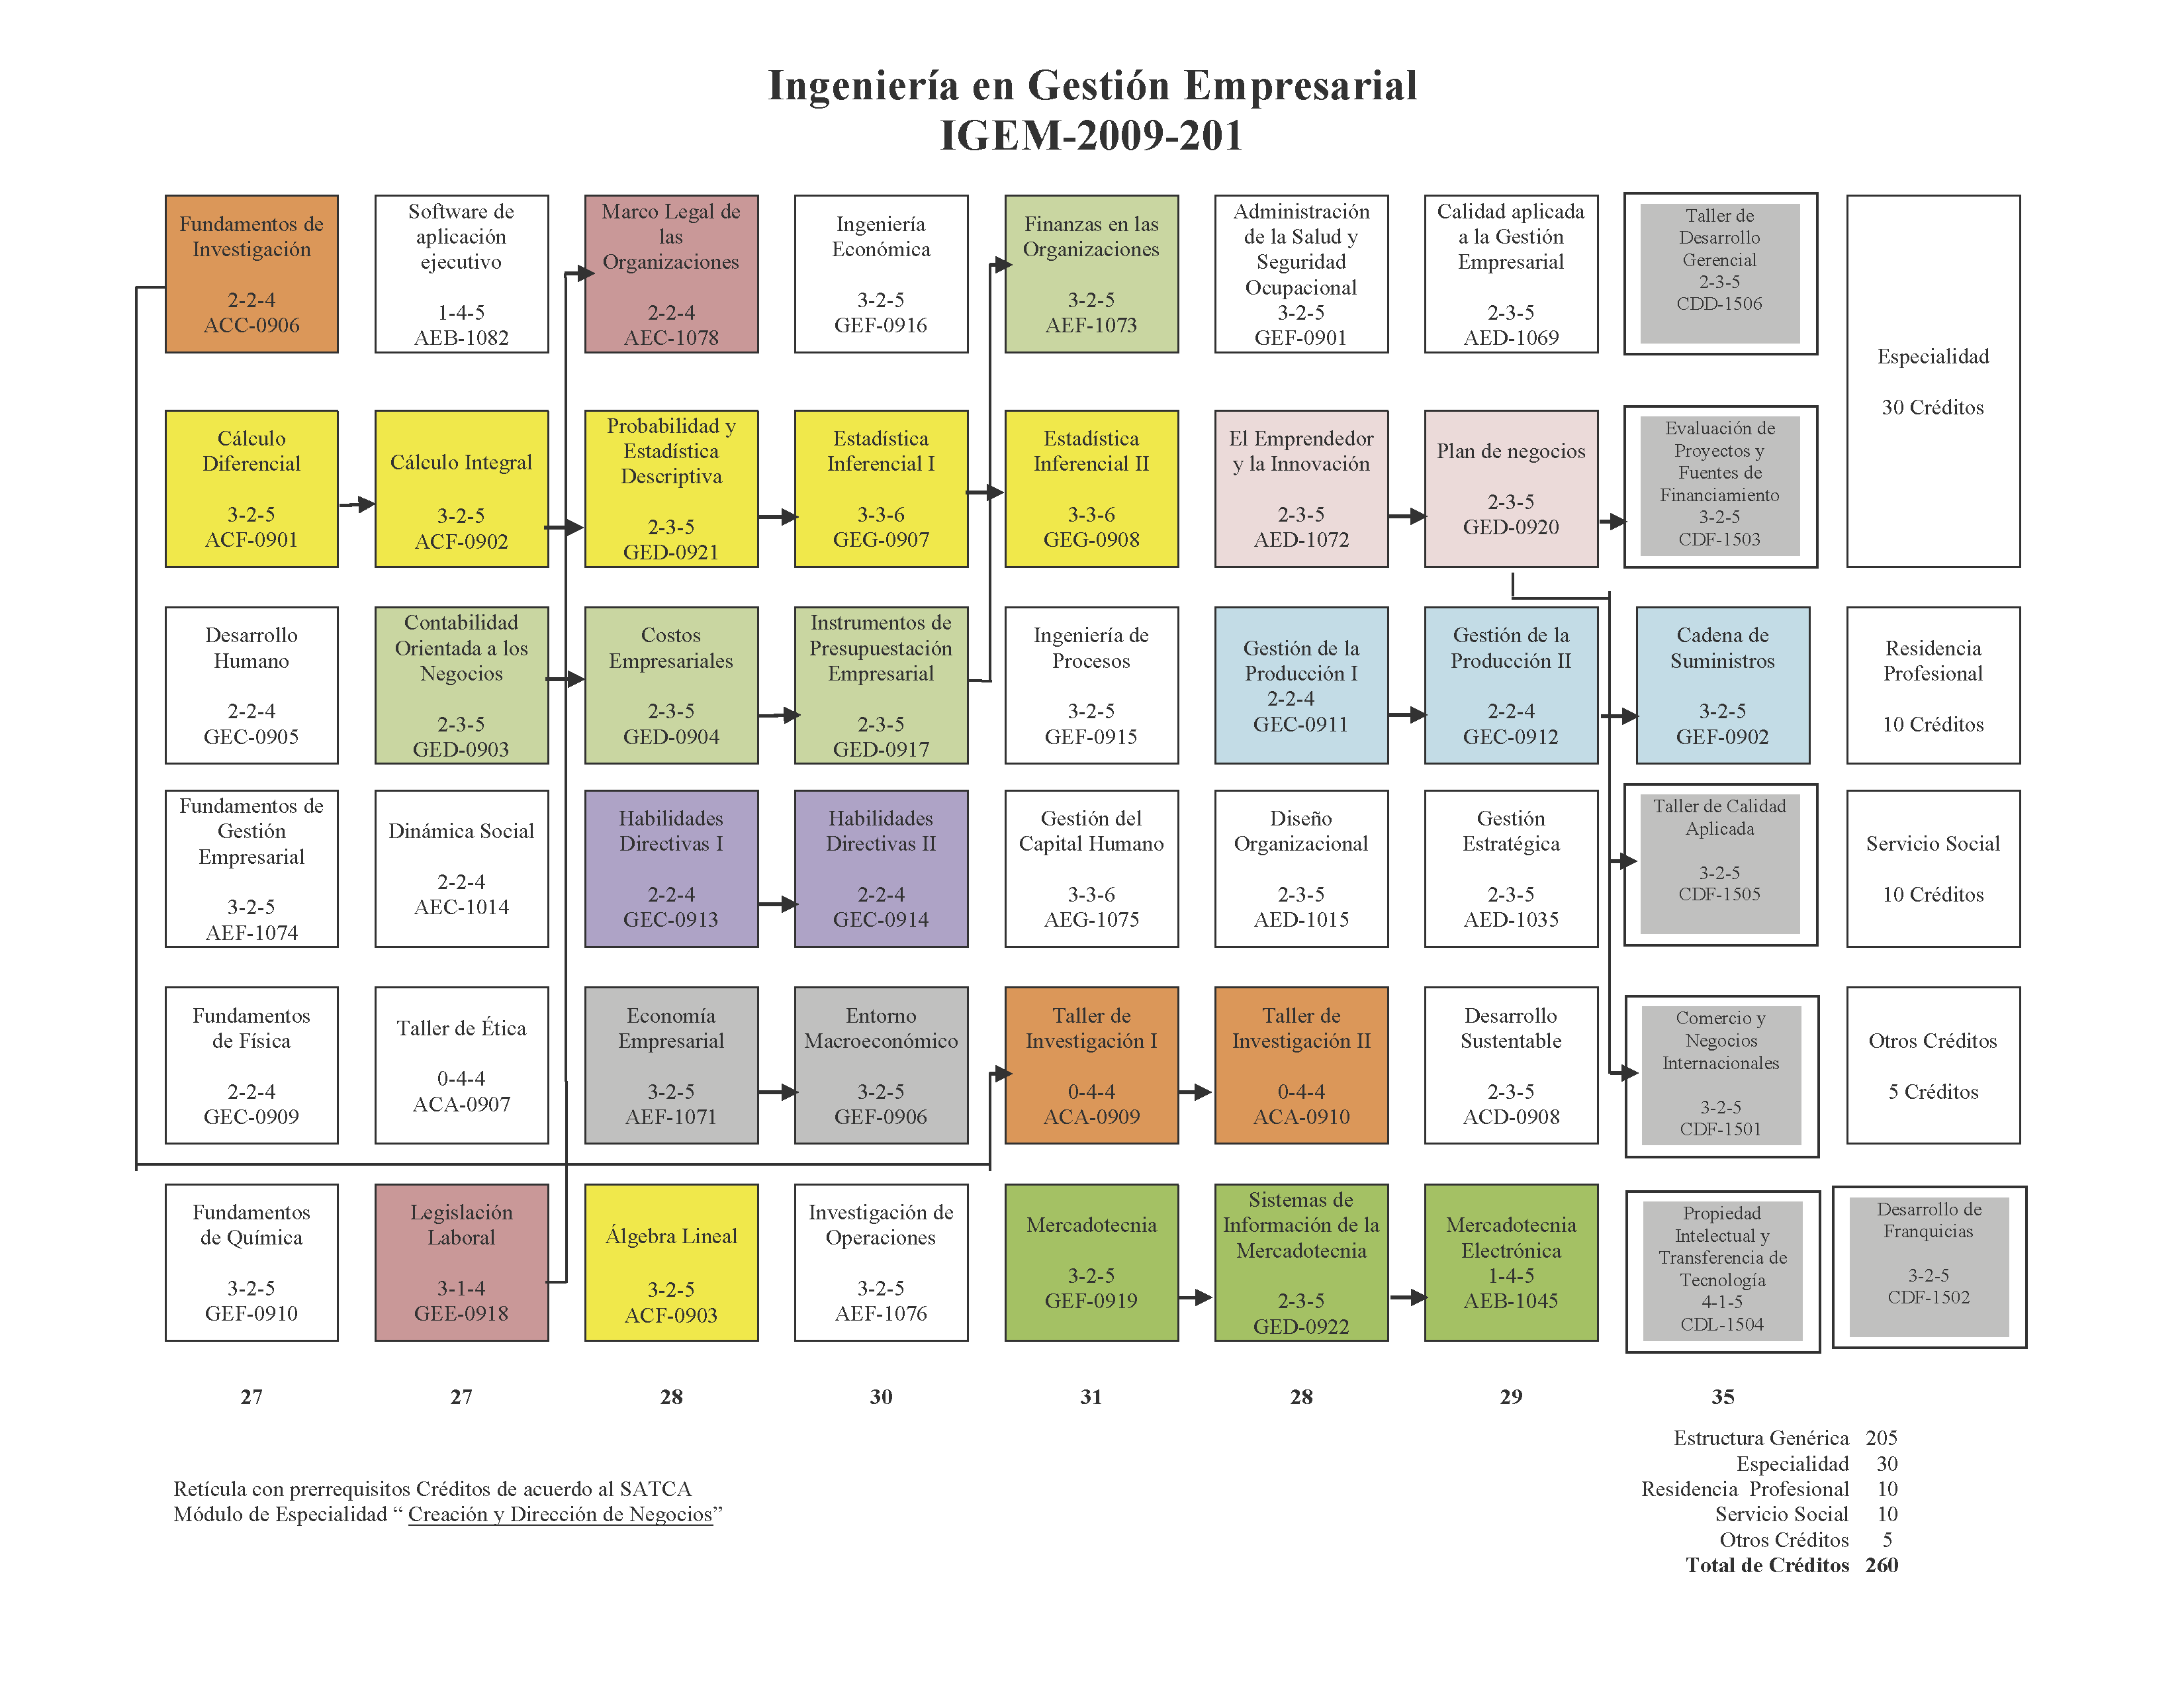 Ingeniería en Gestión Empresarial
IGEM-2009-201
Fundamentos de
Investigación
2-2-4
ACC-0906
Software de
aplicación
ejecutivo
1-4-5
AEB-1082
Marco Legal de
las
Organizaciones
2-2-4
AEC-1078
Ingeniería
Económica
3-2-5
GEF-0916
Finanzas en las
Organizaciones
3-2-5
AEF-1073
Administración
de la Salud y
Seguridad
Ocupacional
3-2-5
GEF-0901
Calidad aplicada
a la Gestión
Empresarial
2-3-5
AED-1069
Taller de
Desarrollo
Gerencial
2-3-5
CDD-1506
Especialidad
30 Créditos
Cálculo
Diferencial
3-2-5
ACF-0901
Cálculo Integral
3-2-5
ACF-0902
Probabilidad y
Estadística
Descriptiva
2-3-5
GED-0921
Estadística
Inferencial I
3-3-6
GEG-0907
Estadística
Inferencial II
3-3-6
GEG-0908
El Emprendedor
y la Innovación
2-3-5
AED-1072
Plan de negocios
2-3-5
GED-0920
Evaluación de
Proyectos y
Fuentes de
Financiamiento
3-2-5
CDF-1503
Desarrollo
Humano
2-2-4
GEC-0905
Contabilidad
Orientada a los
Negocios
2-3-5
GED-0903
Costos
Empresariales
2-3-5
GED-0904
Instrumentos de
Presupuestación
Empresarial
2-3-5
GED-0917
Ingeniería de
Procesos
3-2-5
GEF-0915
Gestión de la
Producción I
2-2-4
GEC-0911
Gestión de la
Producción II
2-2-4
GEC-0912
Cadena de
Suministros
3-2-5
GEF-0902
Residencia
Profesional
10 Créditos
Fundamentos de
Gestión
Empresarial
3-2-5
AEF-1074
Dinámica Social
2-2-4
AEC-1014
Habilidades
Directivas I
2-2-4
GEC-0913
Habilidades
Directivas II
2-2-4
GEC-0914
Gestión del
Capital Humano
3-3-6
AEG-1075
Diseño
Organizacional
2-3-5
AED-1015
Gestión
Estratégica
2-3-5
AED-1035
Taller de Calidad
Aplicada
3-2-5
CDF-1505
Servicio Social
10 Créditos
Fundamentos
de Física
2-2-4
GEC-0909
Taller de Ética
0-4-4
ACA-0907
Economía
Empresarial
3-2-5
AEF-1071
Entorno
Macroeconómico
3-2-5
GEF-0906
Taller de
Investigación I
0-4-4
ACA-0909
Taller de
Investigación II
0-4-4
ACA-0910
Desarrollo
Sustentable
2-3-5
ACD-0908
Comercio y
Negocios
Internacionales
3-2-5
CDF-1501
Otros Créditos
5 Créditos
Fundamentos
de Química
3-2-5
GEF-0910
Legislación
Laboral
3-1-4
GEE-0918
Álgebra Lineal
3-2-5
ACF-0903
Investigación de
Operaciones
3-2-5
AEF-1076
Mercadotecnia
3-2-5
GEF-0919
Sistemas de
Información de la
Mercadotecnia
2-3-5
GED-0922
Mercadotecnia
Electrónica
1-4-5
AEB-1045
Propiedad
Intelectual y
Transferencia de
Tecnología
4-1-5
CDL-1504
Desarrollo de
Franquicias
3-2-5
CDF-1502
27 27 28 30 31 28 29 35
Estructura Genérica 205
Especialidad 30
Residencia Profesional 10
Servicio Social 10
Otros Créditos 5
Total de Créditos 260
Retícula con prerrequisitos Créditos de acuerdo al SATCA
Módulo de Especialidad “ Creación y Dirección de Negocios”